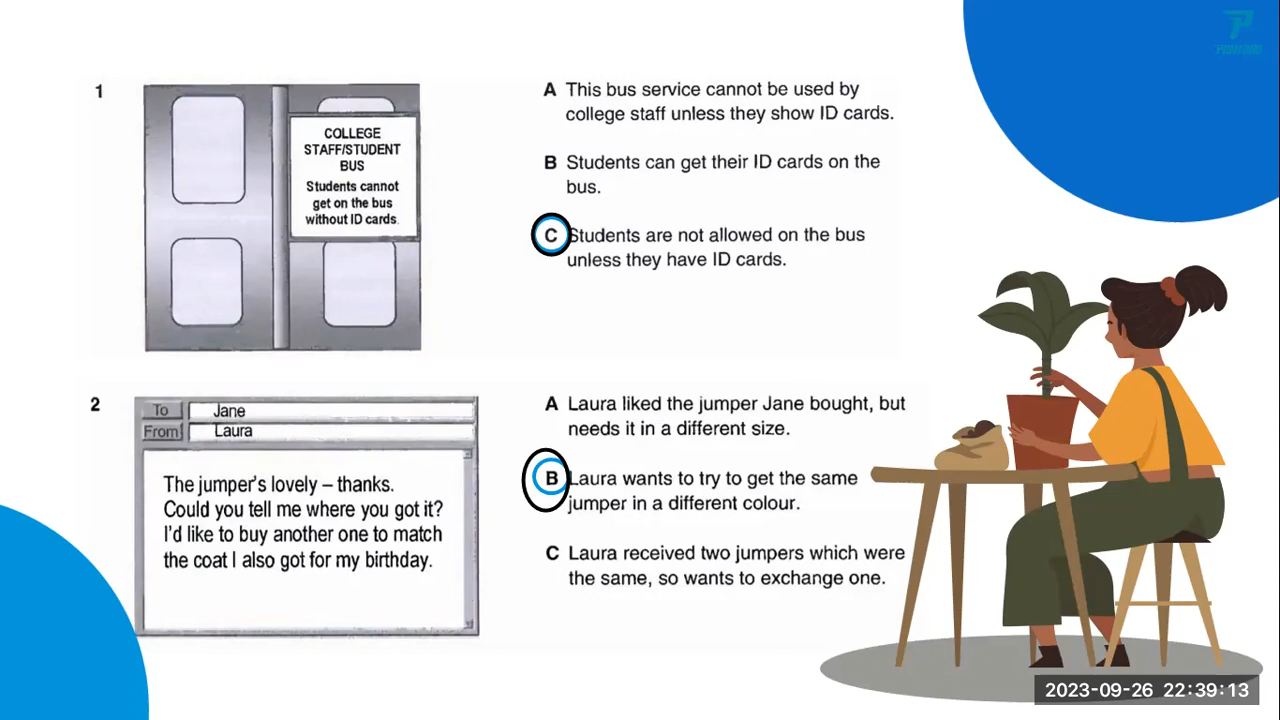 1
COLLEGE
STAFF/STUDENT
BUS
Students cannot
get on the bus
without ID cards.
A This bus service cannot be used by
college staff unless they show ID cards.
B Students can get their ID cards on the
bus.
C Students are not allowed on the bus
unless they have ID cards.
2
To Jane
From: Laura
The jumper's lovely – thanks.
Could you tell me where you got it?
I'd like to buy another one to match
the coat I also got for my birthday.
A Laura liked the jumper Jane bought, but
needs it in a different size.
B Laura wants to try to get the same
jumper in a different colour.
C Laura received two jumpers which were
the same, so wants to exchange one.
2023-09-26 22:39:13